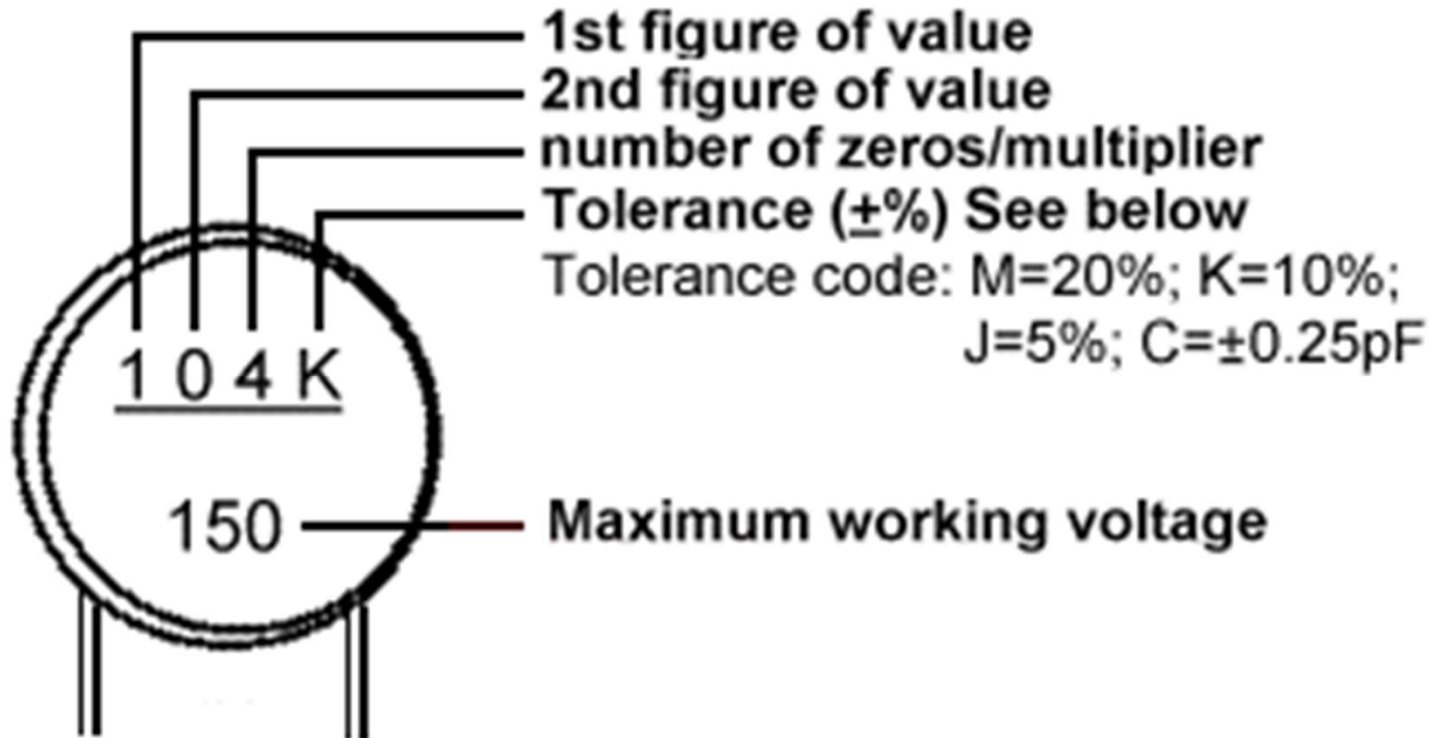 1st figure of value
2nd figure of value
number of zeros/multiplier
Tolerance (±%) See below
Tolerance code: M=20%; K=10%;
J=5%; C=±0.25pF
1 0 4 K
150
Maximum working voltage